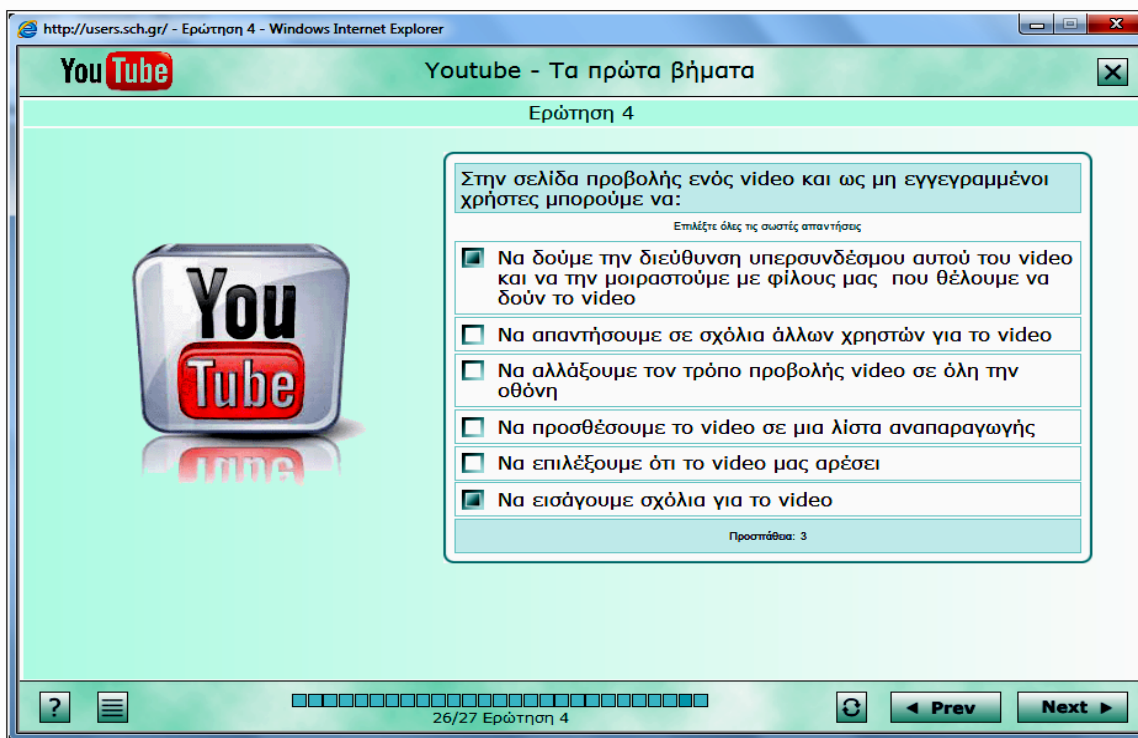 http://users.sch.gr/ - Ερώτηση 4 - Windows Internet Explorer
You Tube
Youtube - Τα πρώτα βήματα
Ερώτηση 4
Στην σελίδα προβολής ενός video και ως μη εγγεγραμμένοι
χρήστες μπορούμε να:
Επιλέξτε όλες τις σωστές απαντήσεις
Να δούμε την διεύθυνση υπερσυνδέσμου αυτού του video
και να την μοιραστούμε με φίλους μας που θέλουμε να
δούν το video
Να απαντήσουμε σε σχόλια άλλων χρηστών για το video
Να αλλάξουμε τον τρόπο προβολής video σε όλη την
οθόνη
Να προσθέσουμε το video σε μια λίστα αναπαραγωγής
Να επιλέξουμε ότι το video μας αρέσει
Να εισάγουμε σχόλια για το video
Προσπάθεια: 3
You
Tube
?
26/27 Ερώτηση 4
Prev
Next